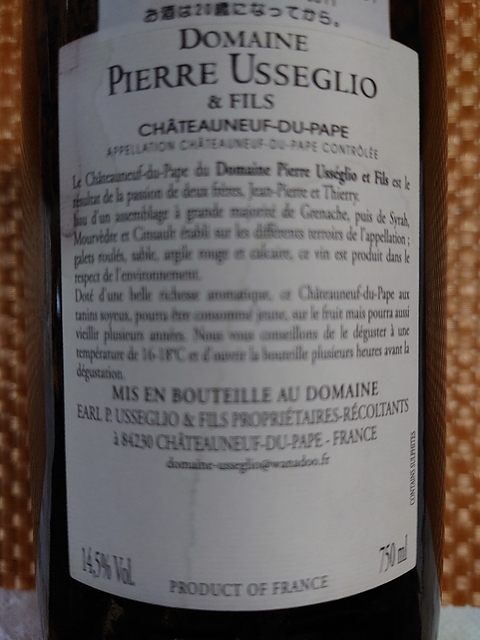 お酒は20歳になってから。
DOMAINE
PIERRE USSEGLIO
& FILS
CHÂTEAUNEUF-DU-PAPE
APPELLATION CHÂTEAUNEUF-DU-PAPE CONTRÔLÉE
Le Châteauneuf-du-Pape du Domaine Pierre Usséglio et Fils est le
résultat de la passion de deux frères, Jean-Pierre et Thierry.
Issu d'un assemblage à grande majorité de Grenache, puis de Syrah,
Mourvèdre et Cinsault établi sur les différents terroirs de l'appellation ;
galets roulés, sable, argile rouge et calcaire, ce vin est produit dans le
respect de l'environnement.
Doté d'une belle richesse aromatique, ce Châteauneuf-du-Pape aux
tanins soyeux, pourra être consommé jeune, sur le fruit mais pourra aussi
vieillir plusieurs années. Nous vous conseillons de le déguster à une
température de 16-18°C et d'ouvrir la bouteille plusieurs heures avant la
dégustation.
MIS EN BOUTEILLE AU DOMAINE
EARL P. USSEGLIO & FILS PROPRIÉTAIRES-RÉCOLTANTS
à 84230 CHÂTEAUNEUF-DU-PAPE - FRANCE
domaine-usseglio@wanadoo.fr
CONTAINS SULPHITES
14,5% Vol.
750 ml
PRODUCT OF FRANCE